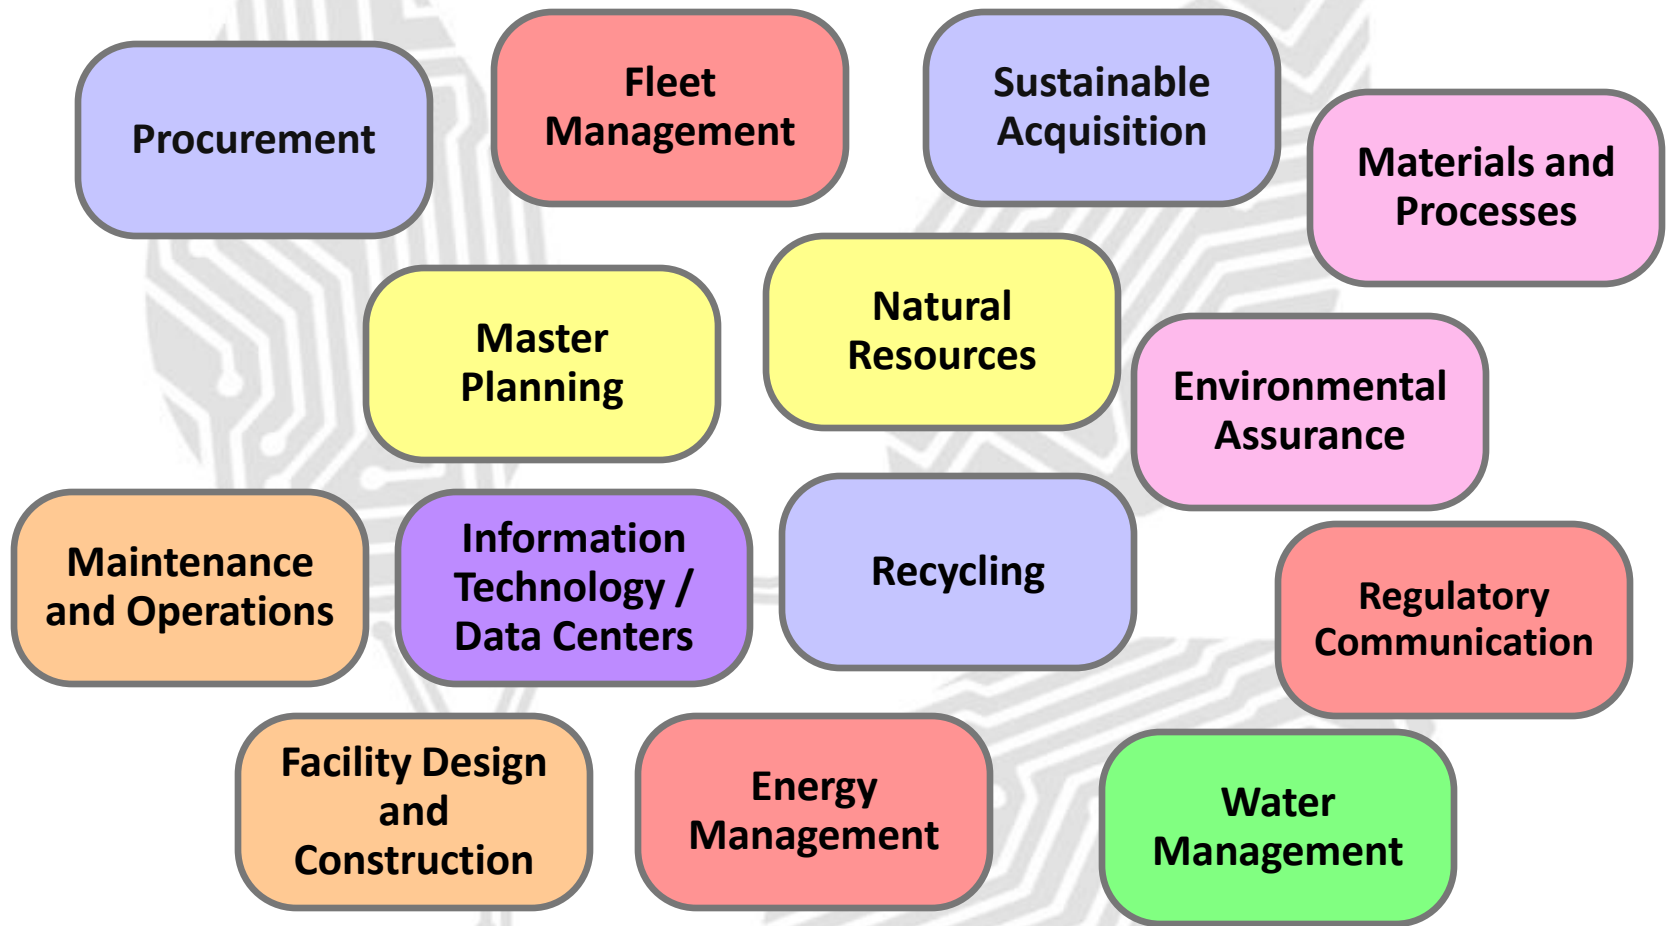 Procurement
Fleet
Management
Sustainable
Acquisition
Materials and
Processes
Master
Planning
Natural
Resources
Environmental
Assurance
Maintenance
and Operations
Information
Technology /
Data Centers
Recycling
Regulatory
Communication
Facility Design
and
Construction
Energy
Management
Water
Management